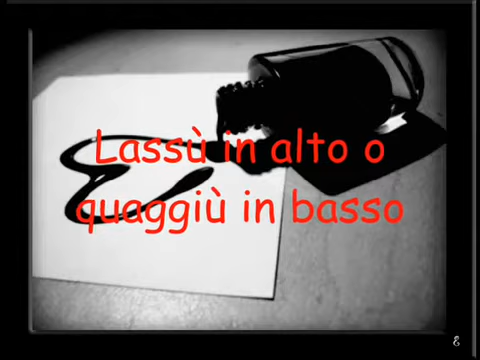 Lassù in alto o
quaggiù in basso
ε